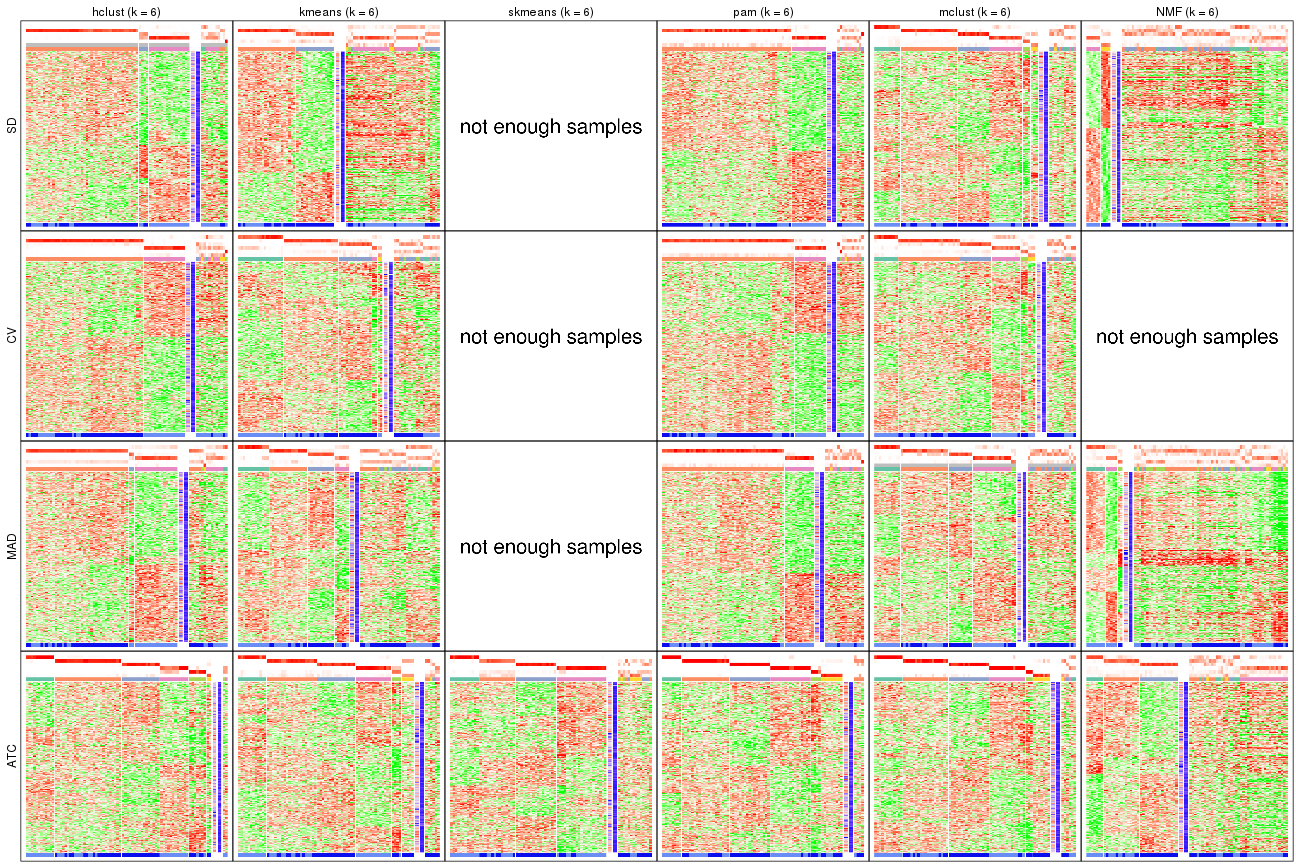 hclust (k = 6) kmeans (k = 6) skmeans (k = 6) pam (k = 6) mclust (k = 6) NMF (k = 6)
SD
not enough samples
CV
not enough samples
not enough samples
MAD
not enough samples
ATC